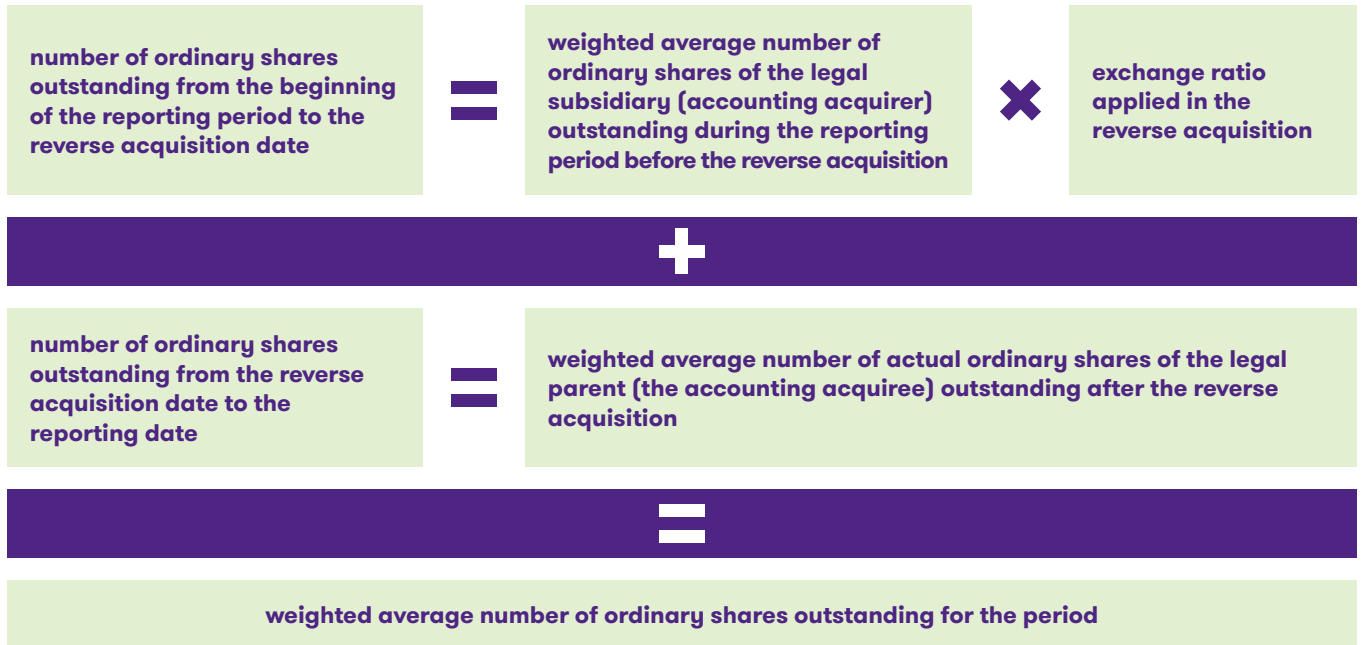 number of ordinary shares
outstanding from the beginning
of the reporting period to the
reverse acquisition date
=
weighted average number of
ordinary shares of the legal
subsidiary (accounting acquirer)
outstanding during the reporting
period before the reverse acquisition
×
exchange ratio
applied in the
reverse acquisition
+
number of ordinary shares
outstanding from the reverse
acquisition date to the
reporting date
=
weighted average number of actual ordinary shares of the legal
parent (the accounting acquiree) outstanding after the reverse
acquisition
=
weighted average number of ordinary shares outstanding for the period